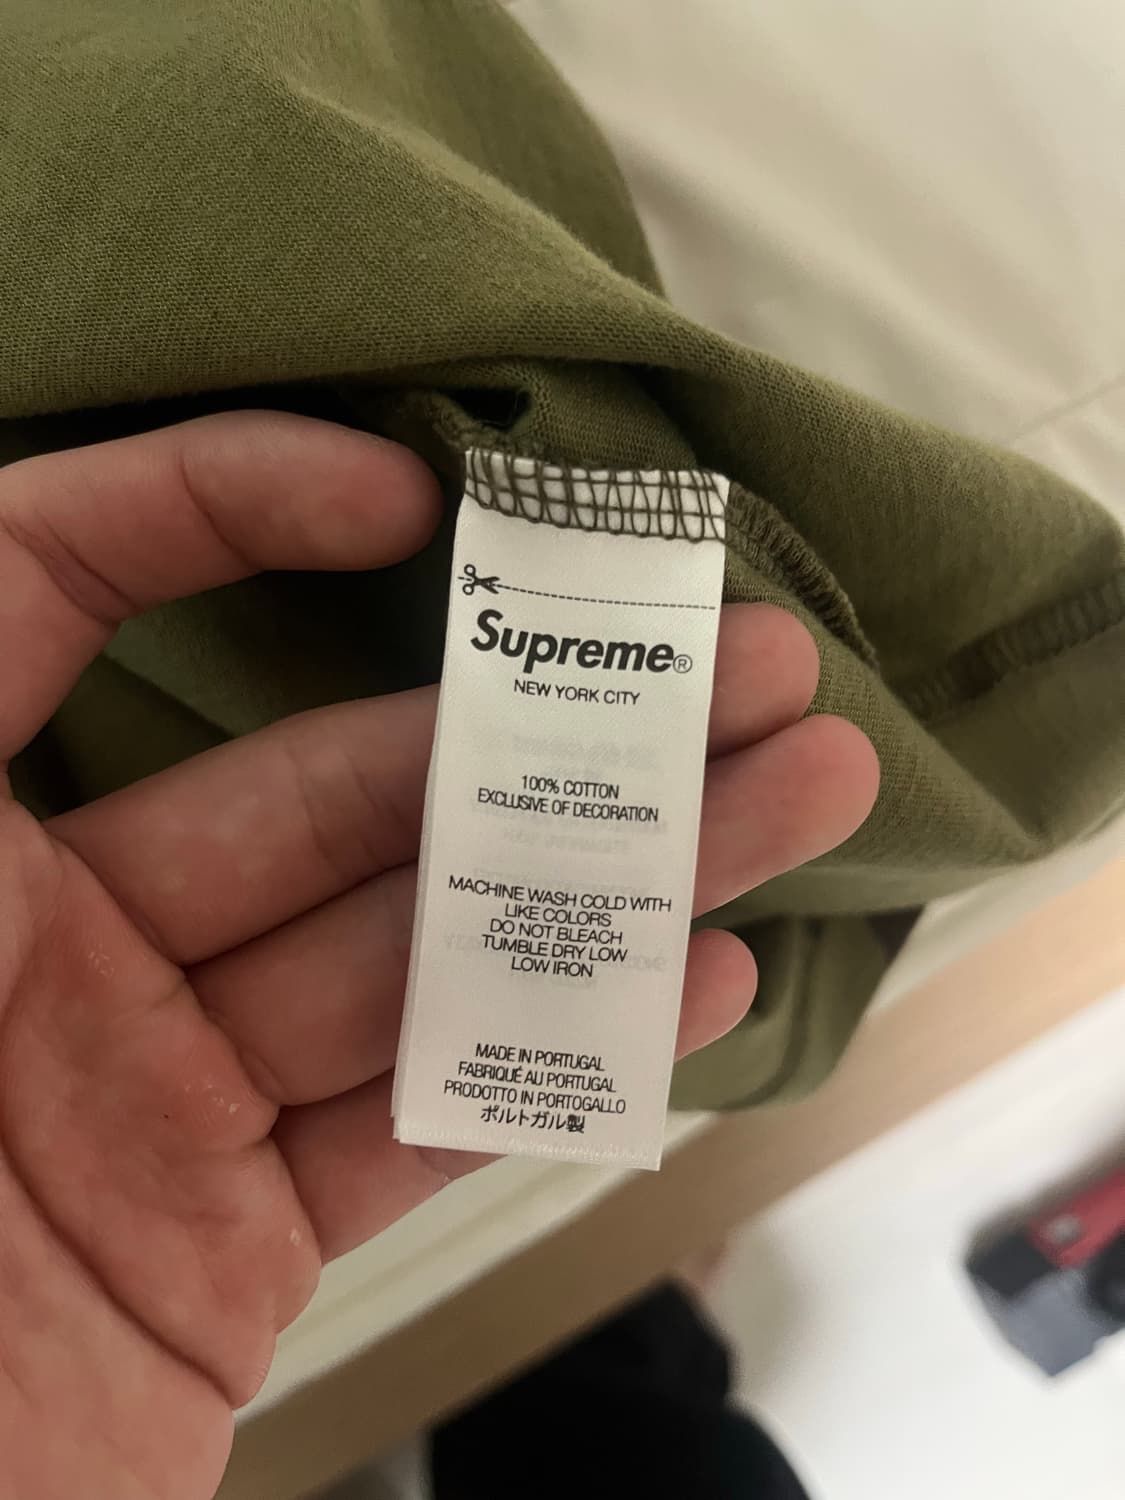 Supreme®
NEW YORK CITY
100% COTTON
EXCLUSIVE OF DECORATION
MACHINE WASH COLD WITH
LIKE COLORS
DO NOT BLEACH
TUMBLE DRY LOW
LOW IRON
MADE IN PORTUGAL
FABRIQUÉ AU PORTUGAL
PRODOTTO IN PORTOGALLO
ポルトガル製